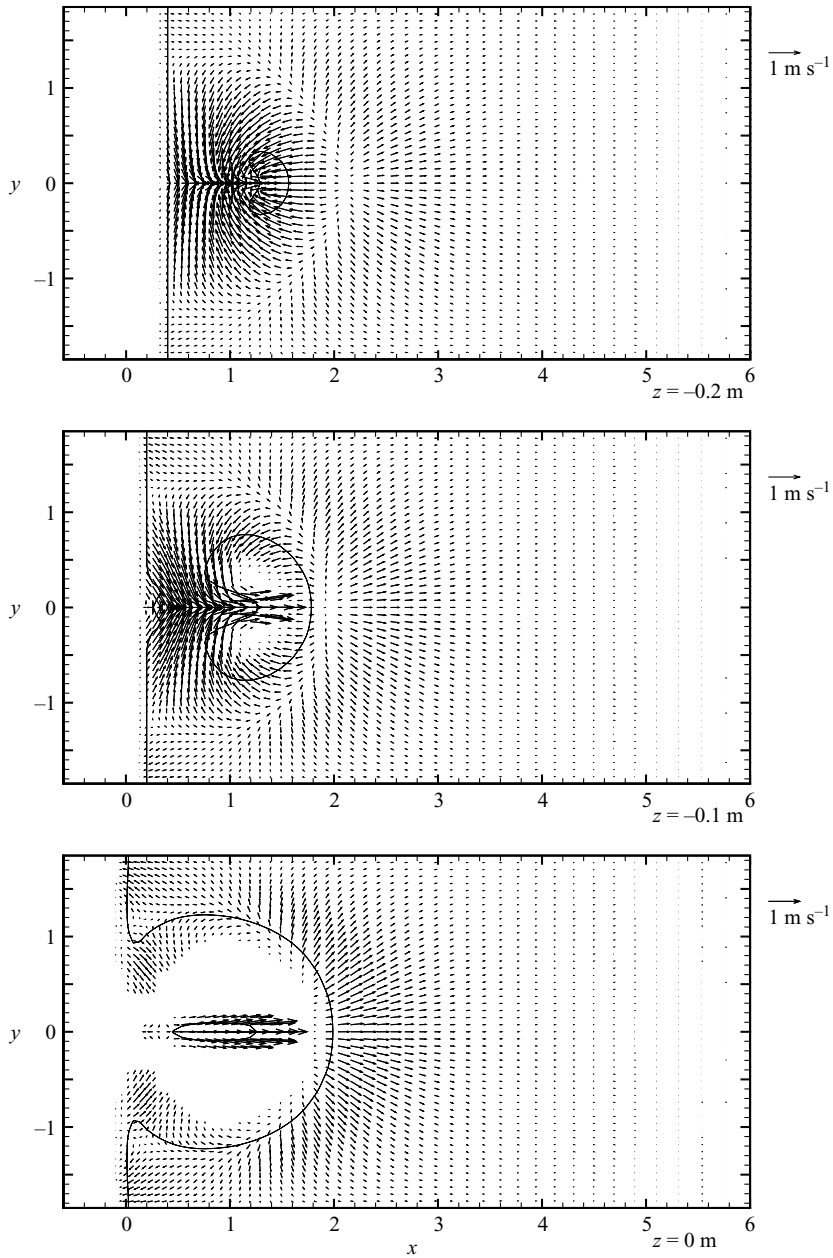 1
y
0
–1
1 m s–1
0 1 2 3 4 5 6
z = –0.2 m
1
y
0
–1
1 m s–1
0 1 2 3 4 5 6
z = –0.1 m
1
y
0
–1
1 m s–1
0 1 2 3 4 5 6
x
z = 0 m